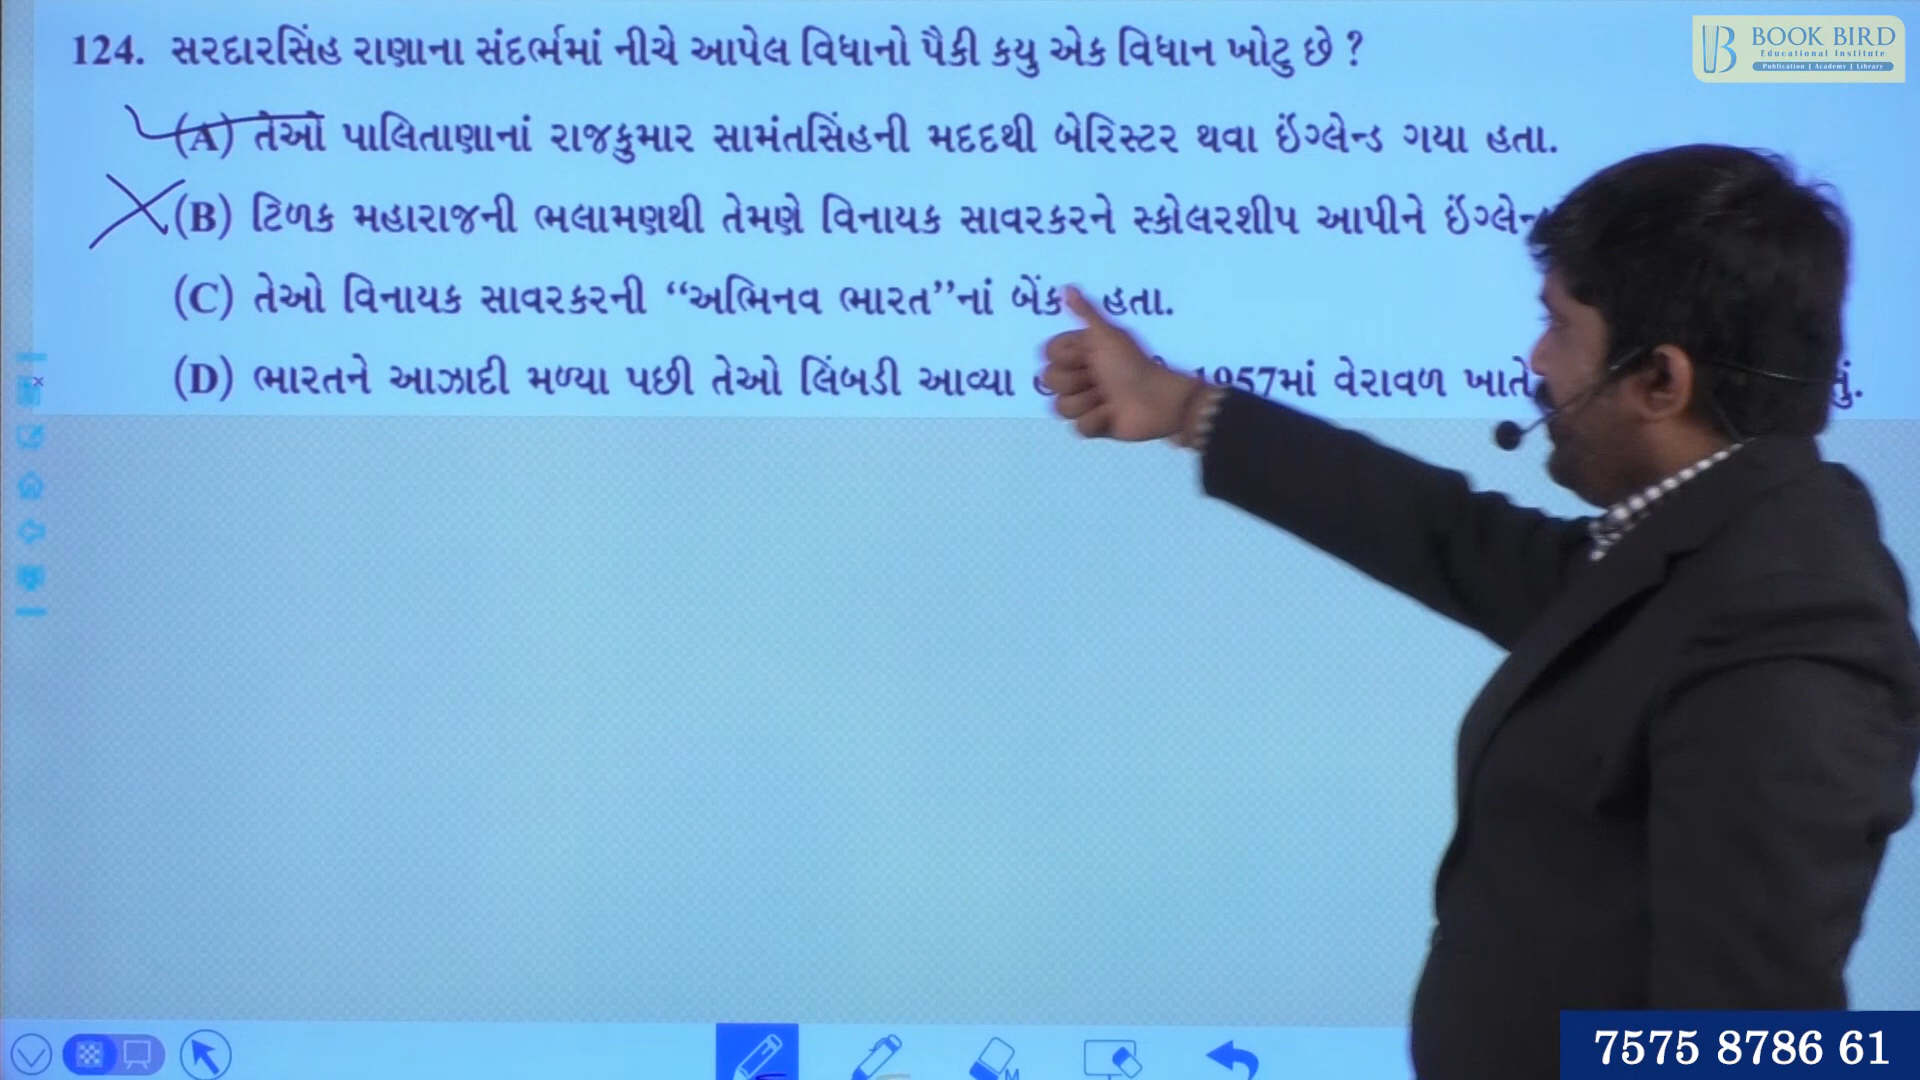 124. સરદારસિંહ રાણાના સંદર્ભમાં નીચે આપેલ વિધાનો પૈકી કયુ એક વિધાન ખોટુ છે ?
(A) તેઓ પાલિતાણાનાં રાજકુમાર સામંતસિંહની મદદથી બેરિસ્ટર થવા ઈંગ્લેન્ડ ગયા હતા.
(B) ટિળક મહારાજની ભલામણથી તેમણે વિનાયક સાવરકરને સ્કોલરશીપ આપીને
(C) તેઓ વિનાયક સાવરકરની “અભિનવ ભારત”નાં હતા.
(D) ભારતને આઝાદી મળ્યા પછી તેઓ લિંબડી આવ્યા 1957માં વેરાવળ ખાતે
BOOK BIRD
Educational Institute
Publication | Academy | Library
M
7575 8786 61